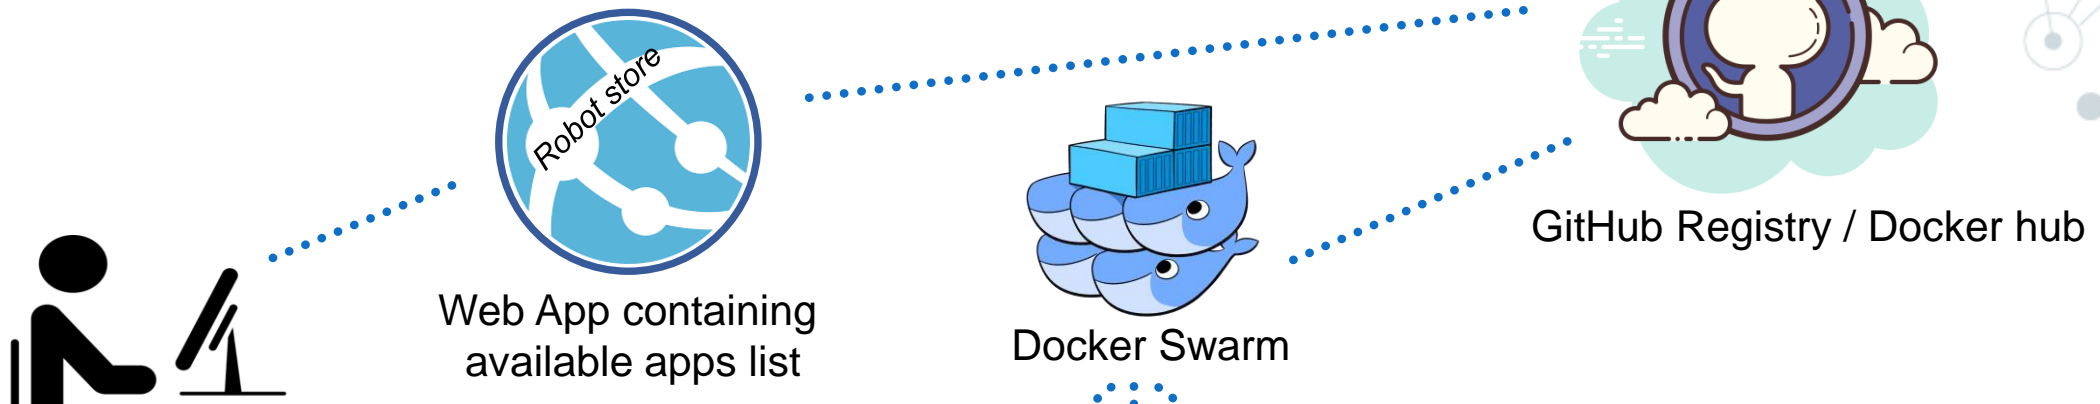 Robot store
GitHub Registry / Docker hub
Web App containing
available apps list
Docker Swarm